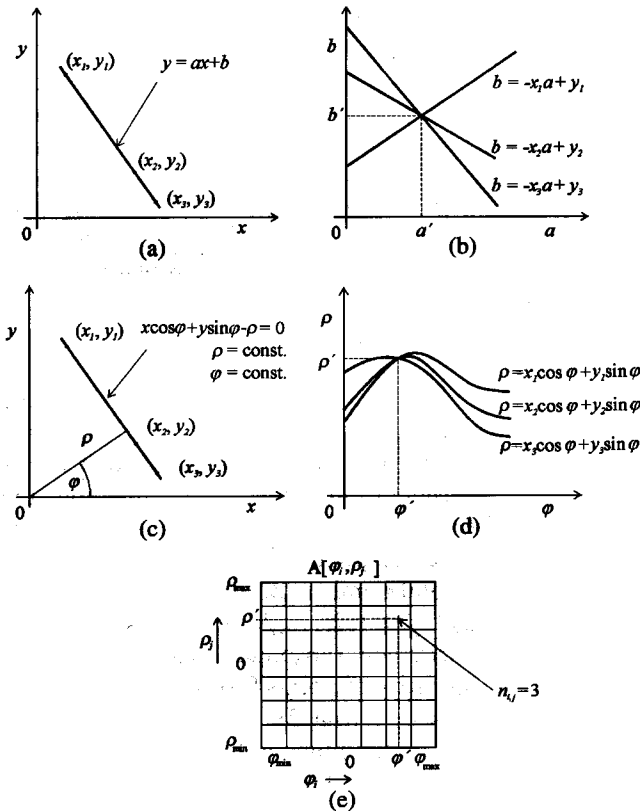 y
(x₁, y₁)
y = ax+b
(x₂, y₂)
(x₃, y₃)
0
x
(a)
b
b = -x₁a+ y₁
b′
b = -x₂a+ y₂
b = -x₃a+ y₃
0
a′
a
(b)
y
(x₁, y₁)
xcosφ+ysinφ-ρ= 0
ρ = const.
φ = const.
ρ
(x₂, y₂)
(x₃, y₃)
φ
0
x
(c)
ρ
ρ′
ρ=x₁cos φ+y₁sin φ
ρ=x₂cos φ+y₂sin φ
ρ=x₃cos φ+y₃sin φ
0
φ′
φ
(d)
A[φᵢ,ρⱼ]
ρmax
ρ′
ρⱼ
0
nᵢ,ⱼ=3
ρmin
φmin
0
φ′
φmax
φᵢ
(e)